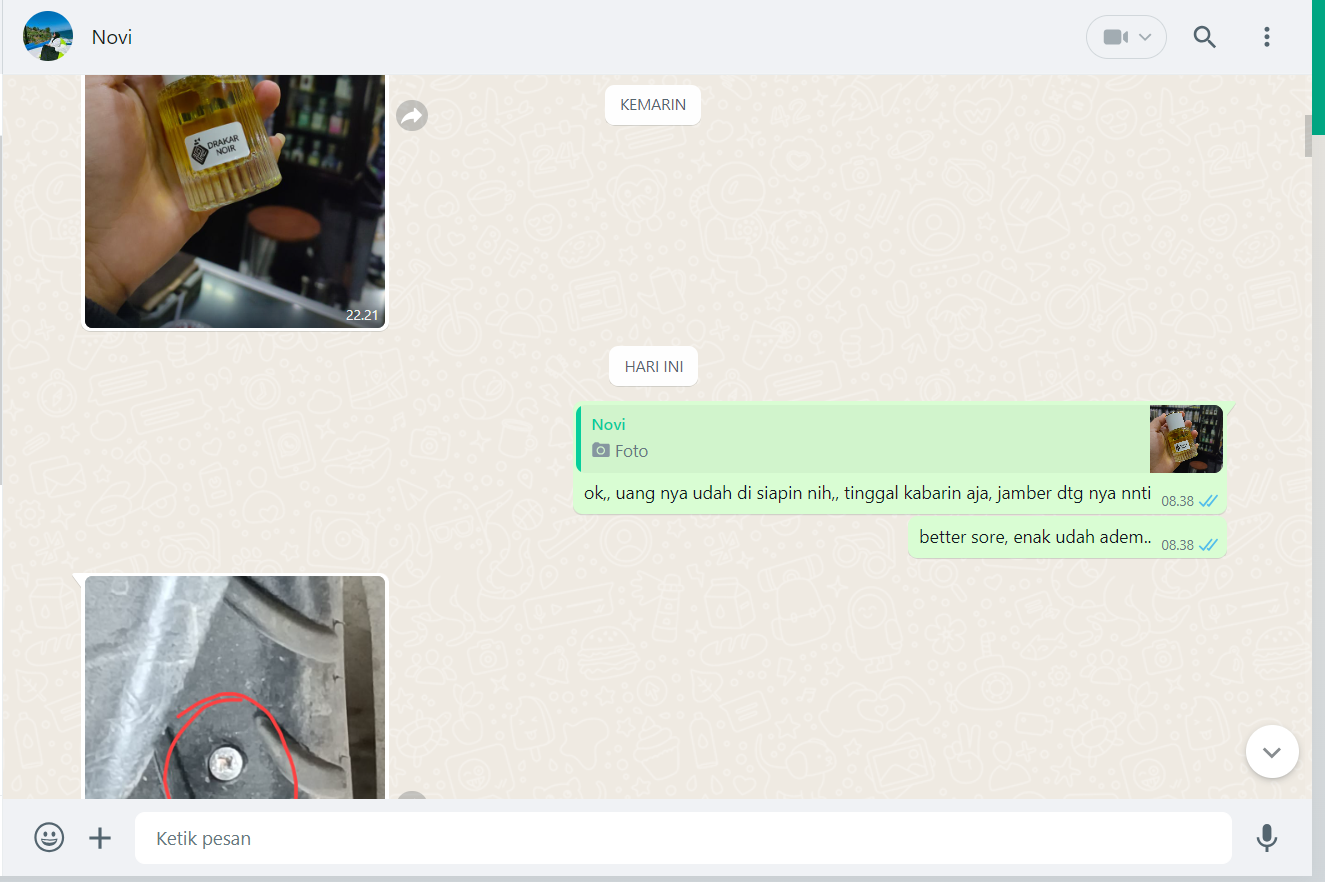 Novi
KEMARIN
DRAKAR
NOIR
22.21
HARI INI
Novi
Foto
ok,, uang nya udah di siapin nih,, tinggal kabarin aja, jamber dtg nya nnti 08.38
better sore, enak udah adem.. 08.38
Ketik pesan